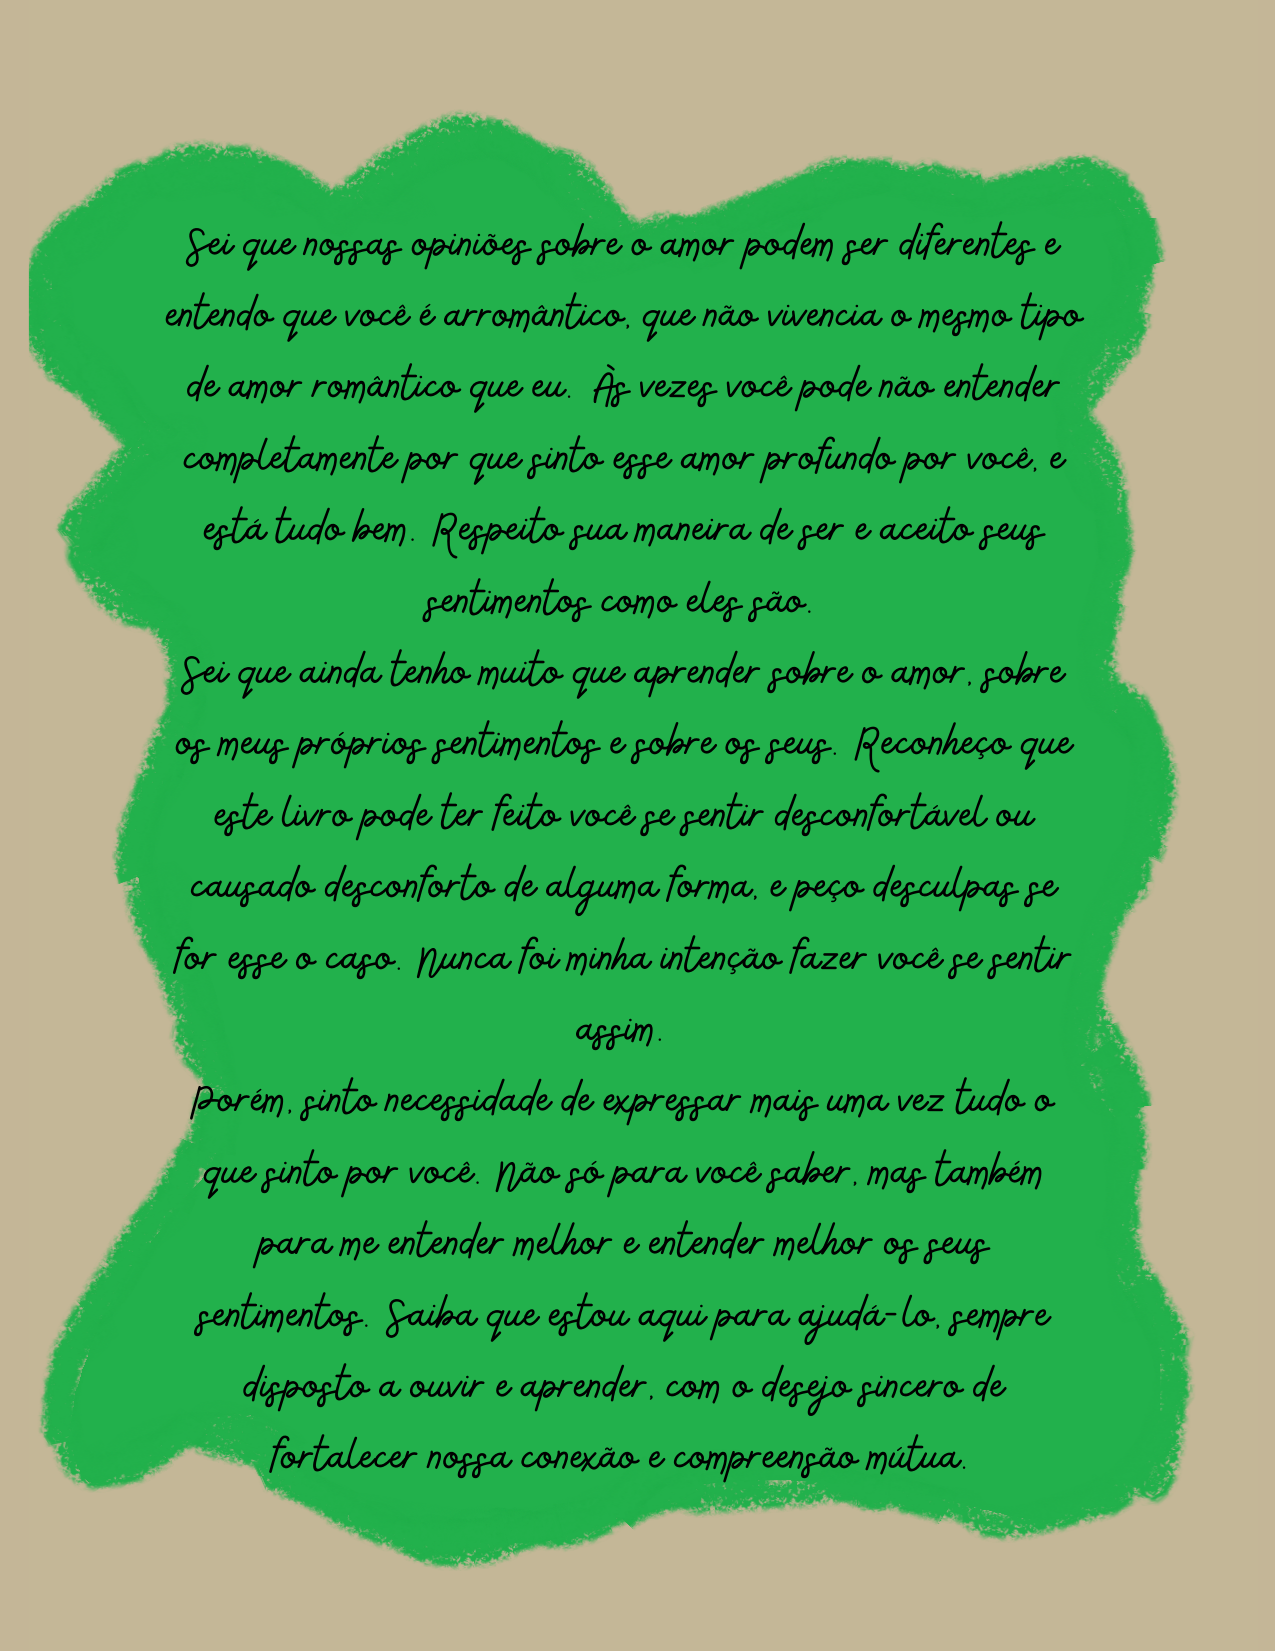 Sei que nossas opiniões sobre o amor podem ser diferentes e
entendo que você é arromântico, que não vivencia o mesmo tipo
de amor romântico que eu. Às vezes você pode não entender
completamente por que sinto esse amor profundo por você, e
está tudo bem. Respeito sua maneira de ser e aceito seus
sentimentos como eles são.
Sei que ainda tenho muito que aprender sobre o amor, sobre
os meus próprios sentimentos e sobre os seus. Reconheço que
este livro pode ter feito você se sentir desconfortável ou
causado desconforto de alguma forma, e peço desculpas se
for esse o caso. Nunca foi minha intenção fazer você se sentir
assim.
Porém, sinto necessidade de expressar mais uma vez tudo o
que sinto por você. Não só para você saber, mas também
para me entender melhor e entender melhor os seus
sentimentos. Saiba que estou aqui para ajudá-lo, sempre
disposto a ouvir e aprender, com o desejo sincero de
fortalecer nossa conexão e compreensão mútua.